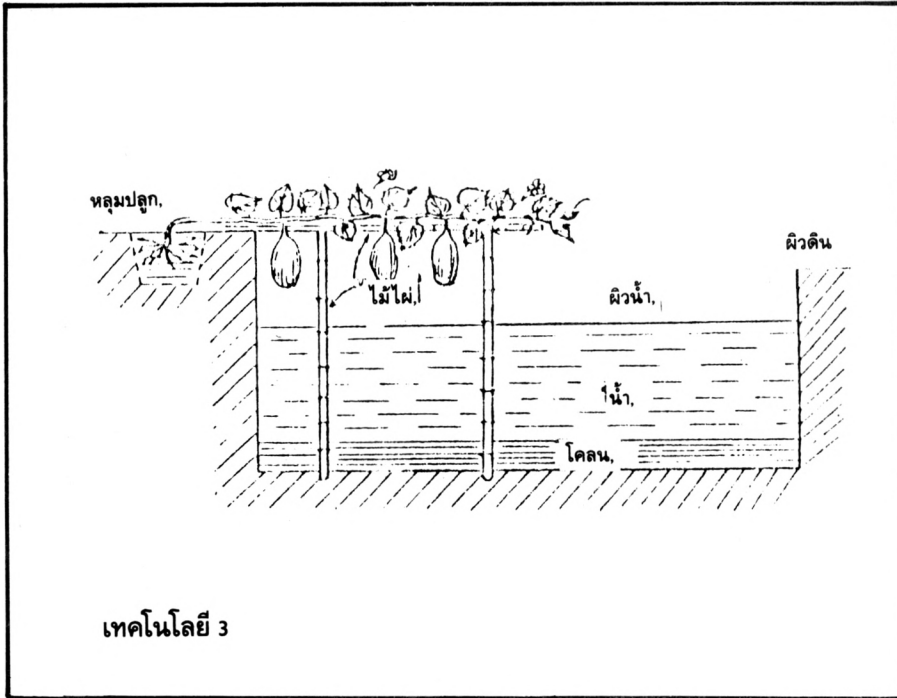 หลุมปลูก,
ผิวดิน
ไม้ไผ่,
ผิวน้ำ,
น้ำ,
โคลน,
เทคโนโลยี 3